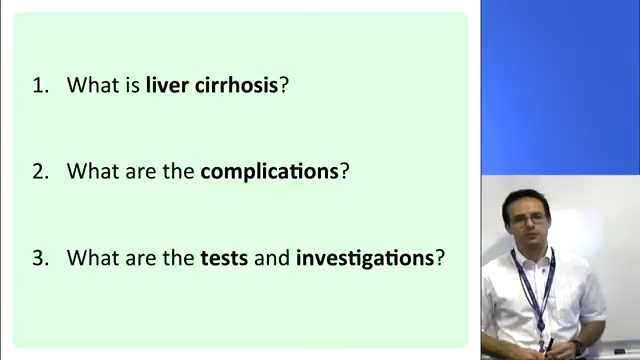 1. What is liver cirrhosis?
2. What are the complications?
3. What are the tests and investigations?